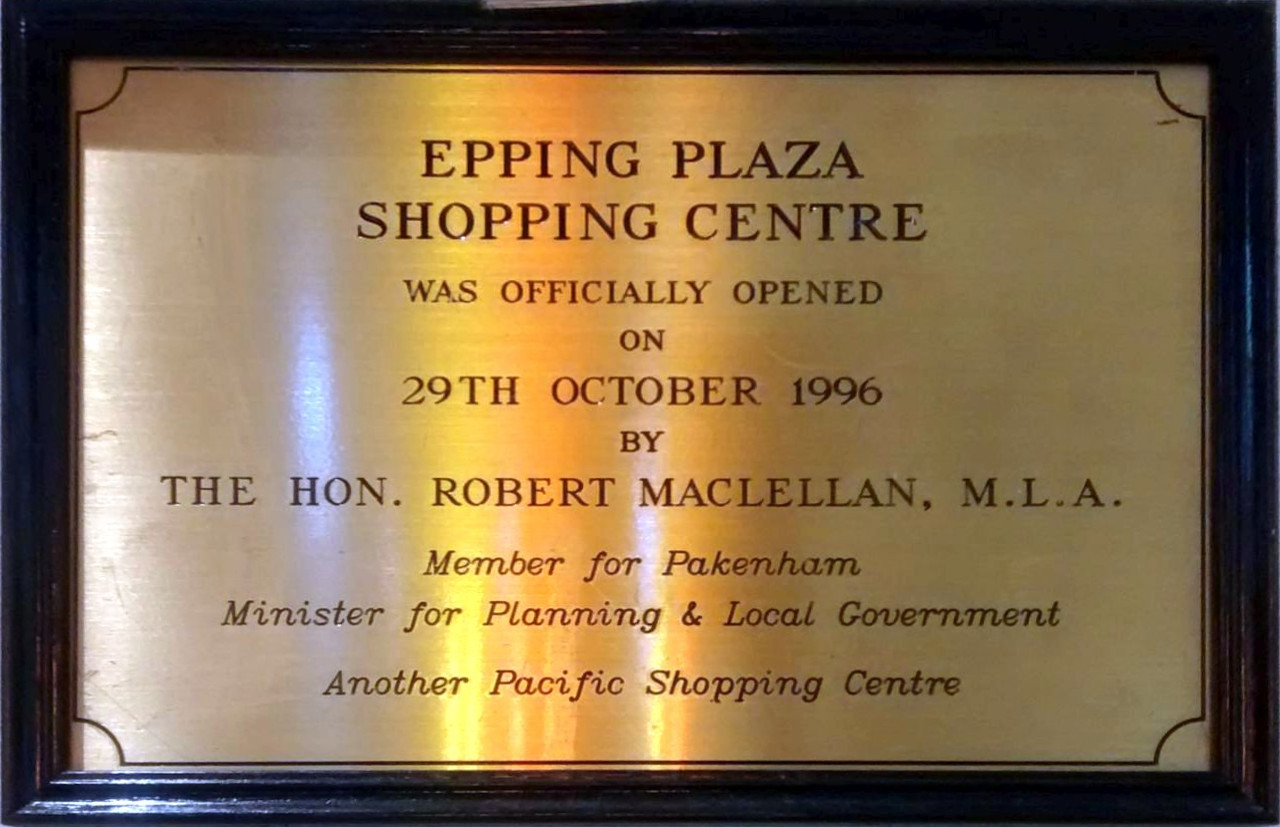 EPPING PLAZA
SHOPPING CENTRE
WAS OFFICIALLY OPENED
ON
29TH OCTOBER 1996
BY
THE HON. ROBERT MACLELLAN, M.L.A.
Member for Pakenham
Minister for Planning & Local Government
Another Pacific Shopping Centre